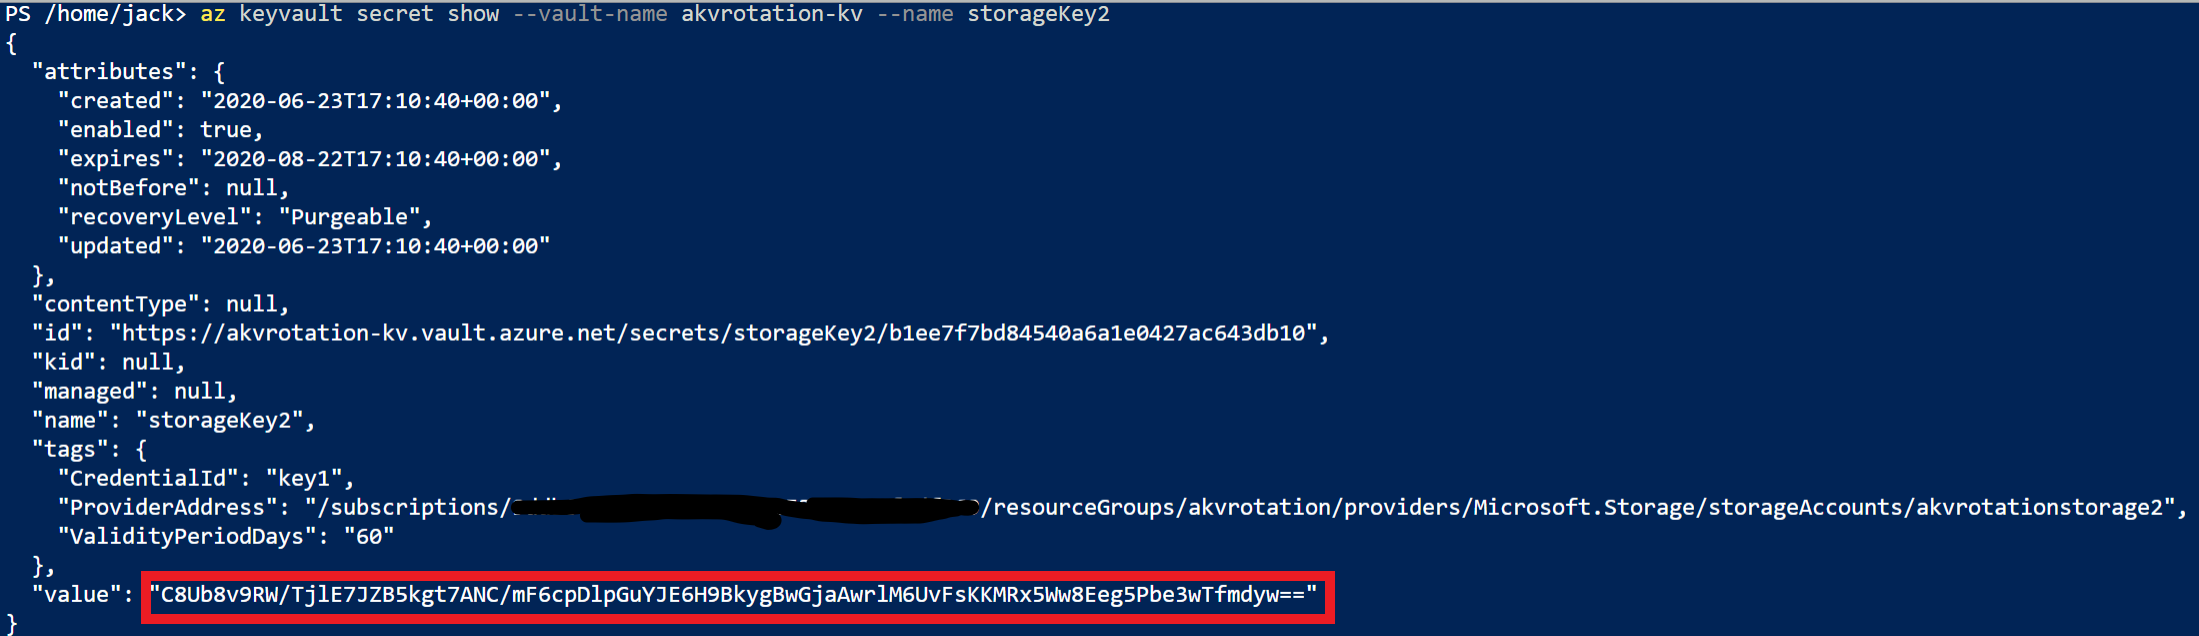 PS /home/jack> az keyvault secret show --vault-name akvrotation-kv --name storageKey2
{
  "attributes": {
    "created": "2020-06-23T17:10:40+00:00",
    "enabled": true,
    "expires": "2020-08-22T17:10:40+00:00",
    "notBefore": null,
    "recoveryLevel": "Purgeable",
    "updated": "2020-06-23T17:10:40+00:00"
  },
  "contentType": null,
  "id": "https://akvrotation-kv.vault.azure.net/secrets/storageKey2/b1ee7f7bd84540a6a1e0427ac643db10",
  "kid": null,
  "managed": null,
  "name": "storageKey2",
  "tags": {
    "CredentialId": "key1",
    "ProviderAddress": "/subscriptions/ /resourceGroups/akvrotation/providers/Microsoft.Storage/storageAccounts/akvrotationstorage2",
    "ValidityPeriodDays": "60"
  },
  "value": "C8Ub8v9RW/TjlE7JZB5kgt7ANC/mF6cpDlpGuYJE6H9BkygBwGjaAwrlM6UvFsKKMRx5Ww8Eeg5Pbe3wTfmdyw=="
}